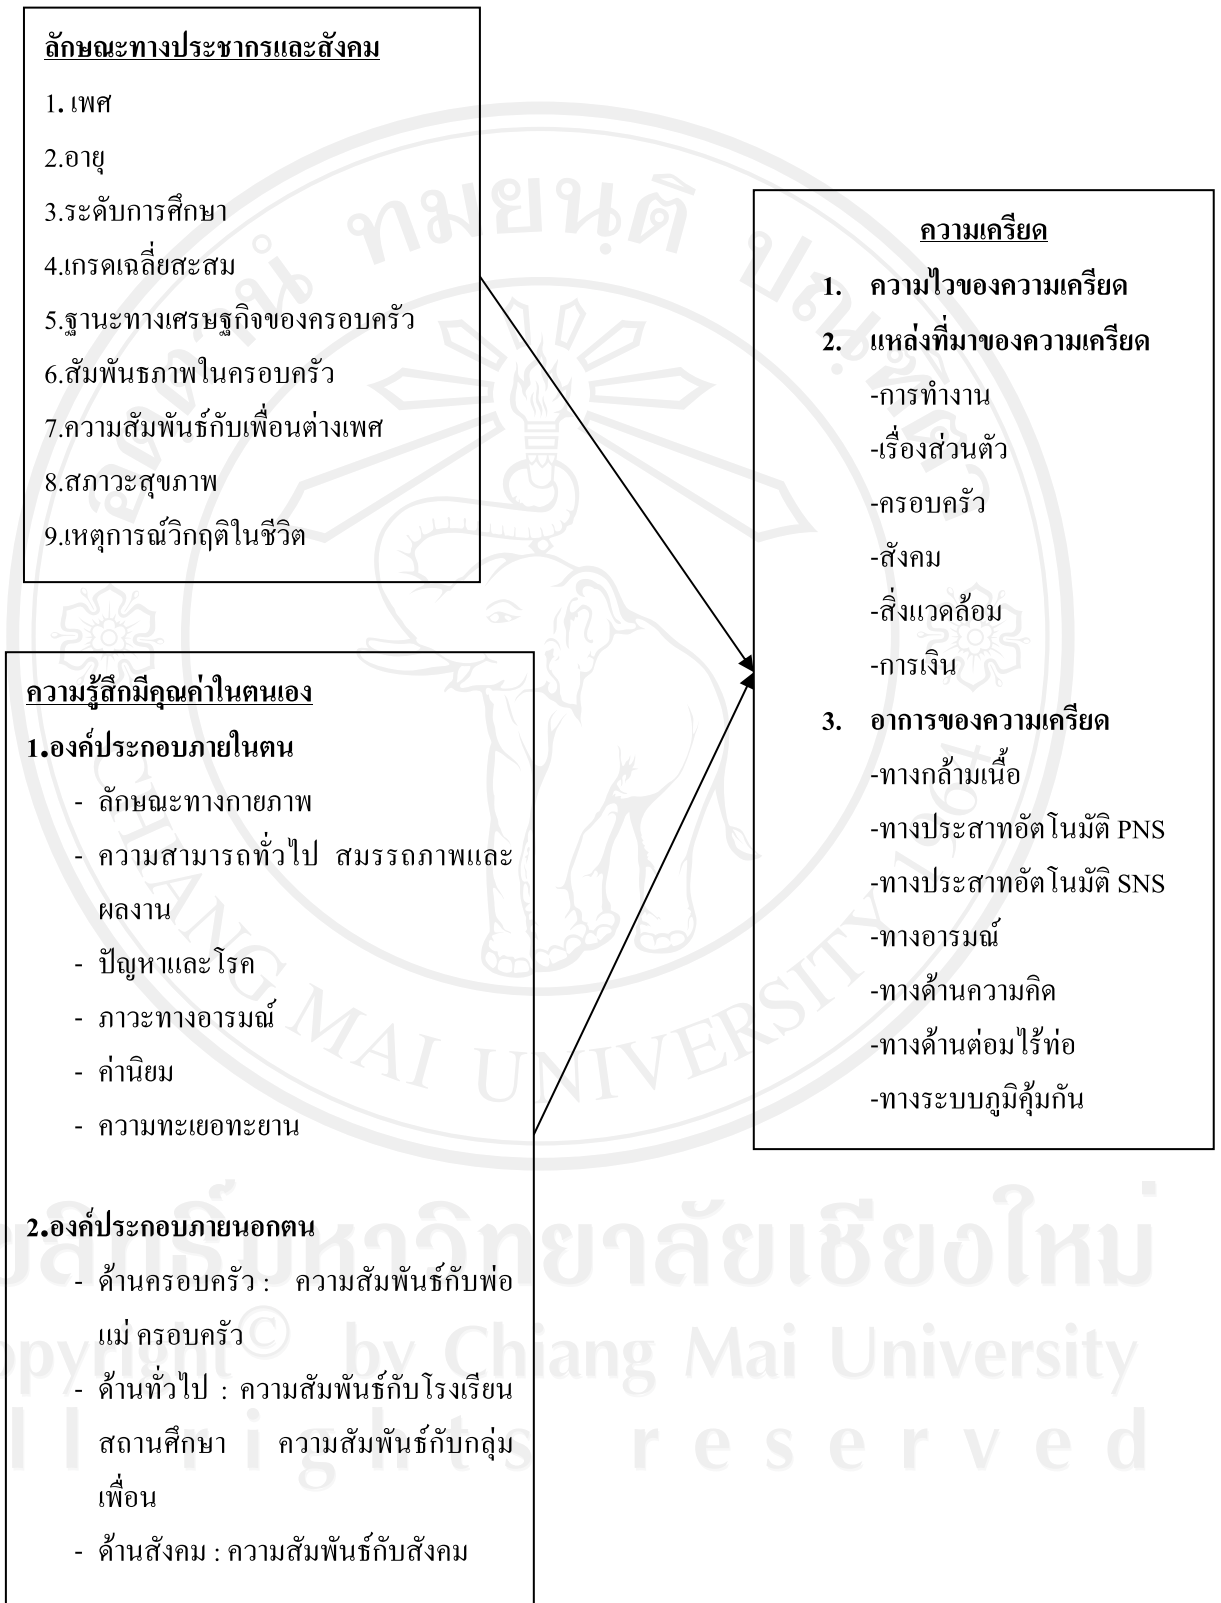 ลักษณะทางประชากรและสังคม
1. เพศ
2.อายุ
3.ระดับการศึกษา
4.เกรดเฉลี่ยสะสม
5.ฐานะทางเศรษฐกิจของครอบครัว
6.สัมพันธภาพในครอบครัว
7.ความสัมพันธ์กับเพื่อนต่างเพศ
8.สภาวะสุขภาพ
9.เหตุการณ์วิกฤติในชีวิต
ความรู้สึกมีคุณค่าในตนเอง
1.องค์ประกอบภายในตน
- ลักษณะทางกายภาพ
- ความสามารถทั่วไป สมรรถภาพและ
ผลงาน
- ปัญหาและโรค
- ภาวะทางอารมณ์
- ค่านิยม
- ความทะเยอทะยาน
2.องค์ประกอบภายนอกตน
- ด้านครอบครัว : ความสัมพันธ์กับพ่อ
แม่ ครอบครัว
- ด้านทั่วไป : ความสัมพันธ์กับโรงเรียน
สถานศึกษา ความสัมพันธ์กับกลุ่ม
เพื่อน
- ด้านสังคม : ความสัมพันธ์กับสังคม
ความเครียด
1. ความไวของความเครียด
2. แหล่งที่มาของความเครียด
-การทำงาน
-เรื่องส่วนตัว
-ครอบครัว
-สังคม
-สิ่งแวดล้อม
-การเงิน
3. อาการของความเครียด
-ทางกล้ามเนื้อ
-ทางประสาทอัตโนมัติ PNS
-ทางประสาทอัตโนมัติ SNS
-ทางอารมณ์
-ทางด้านความคิด
-ทางด้านต่อมไร้ท่อ
-ทางระบบภูมิคุ้มกัน
CHIANG MAI UNIVERSITY 1964
มหาวิทยาลัยเชียงใหม่
by Chiang Mai University
rights reserved